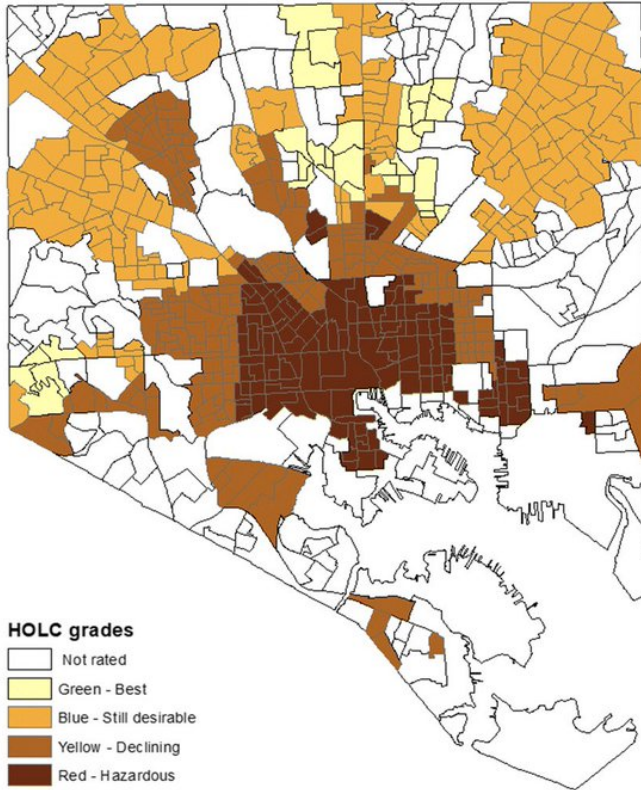 HOLC grades
Not rated
Green - Best
Blue - Still desirable
Yellow - Declining
Red - Hazardous